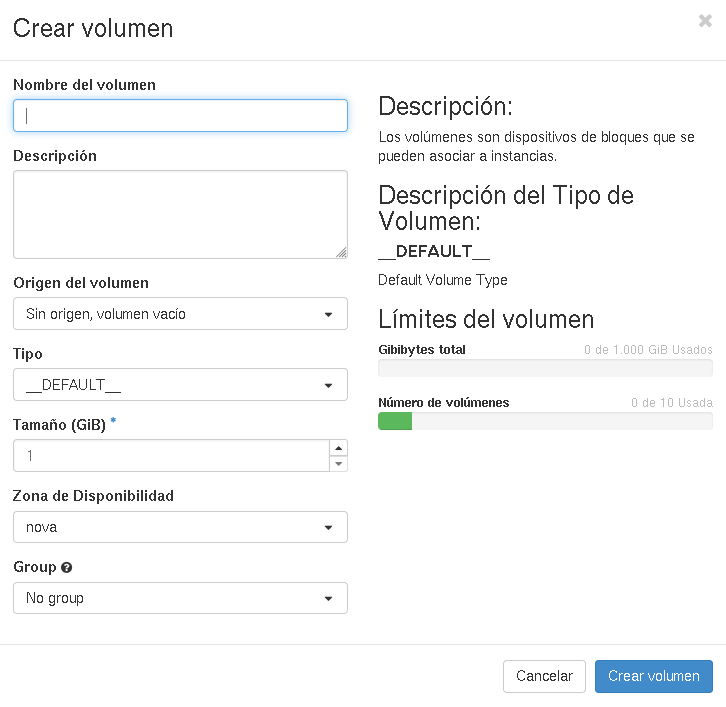 Crear volumen
Nombre del volumen
Descripción
Origen del volumen
Sin origen, volumen vacío
Tipo
__DEFAULT__
Tamaño (GiB) *
1
Zona de Disponibilidad
nova
Group
No group
Descripción:
Los volúmenes son dispositivos de bloques que se
pueden asociar a instancias.
Descripción del Tipo de
Volumen:
__DEFAULT__
Default Volume Type
Límites del volumen
Gibibytes total 0 de 1.000 GiB Usados
Número de volúmenes 0 de 10 Usada
Cancelar
Crear volumen